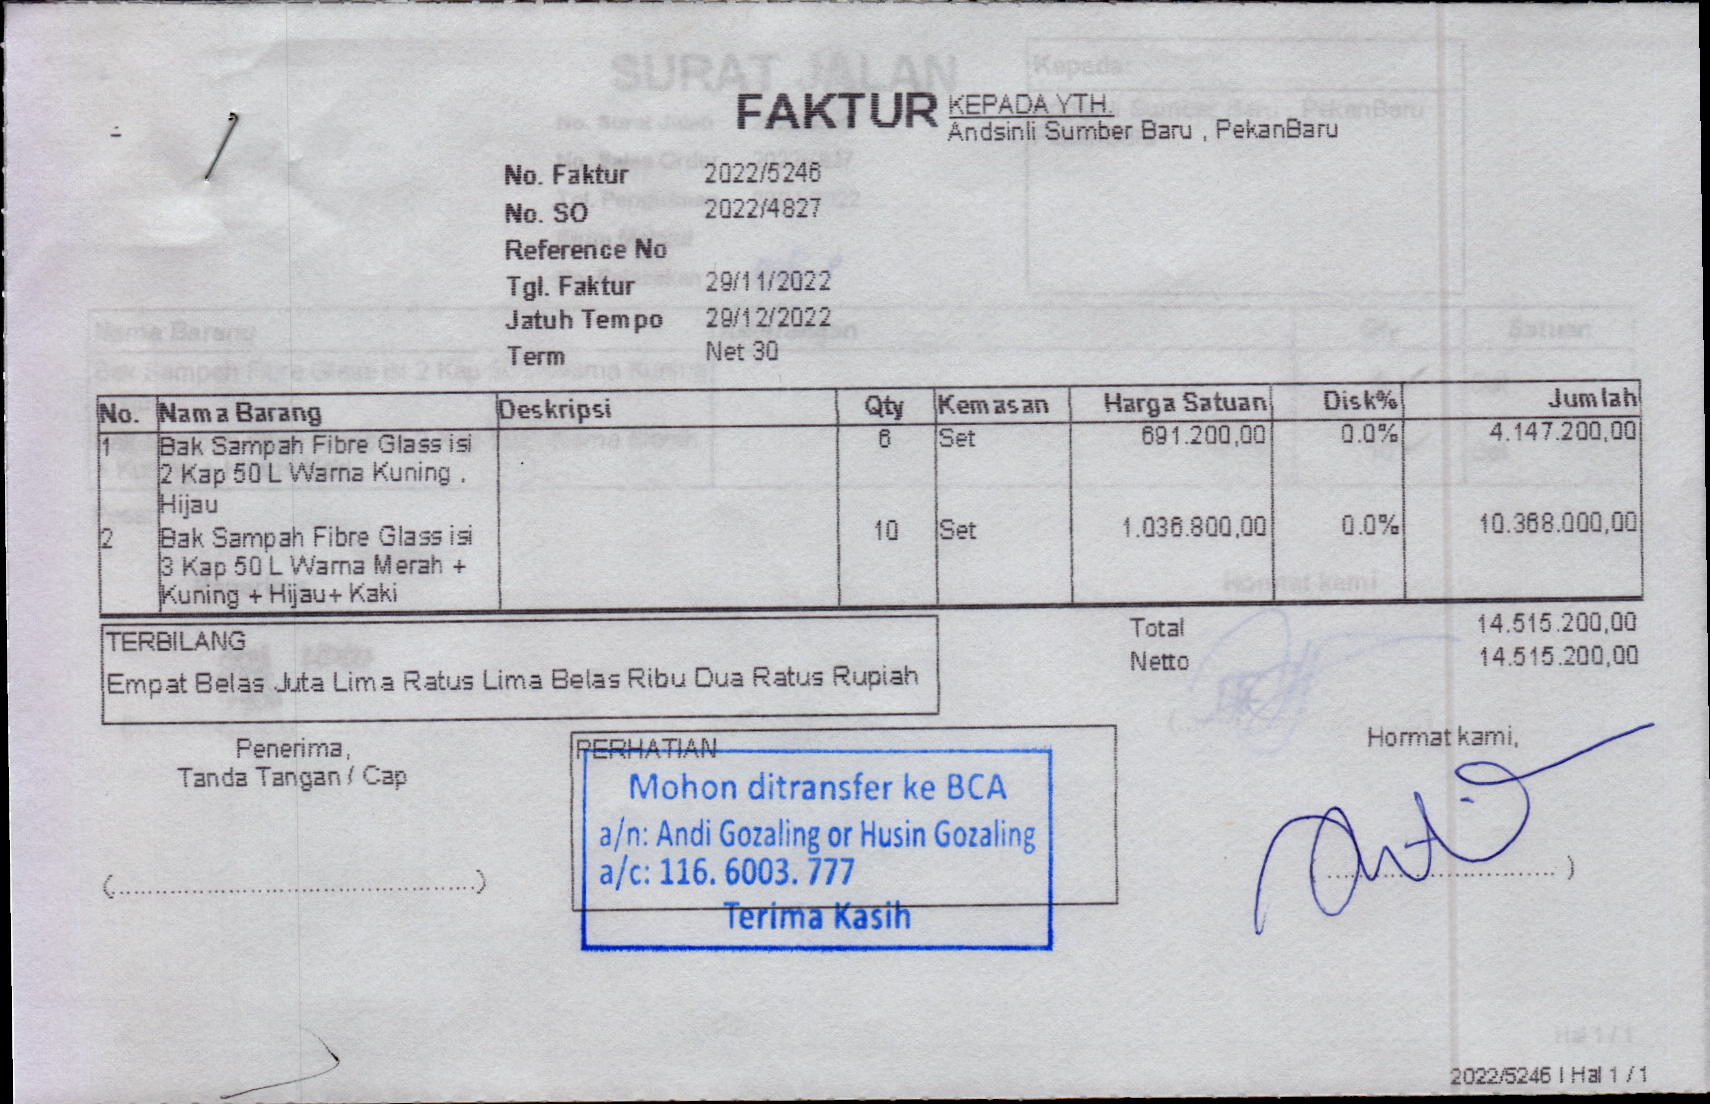 FAKTUR
KEPADA YTH.
Andsinli Sumber Baru , PekanBaru
No. Faktur 2022/5246
No. SO 2022/4827
Reference No
Tgl. Faktur 29/11/2022
Jatuh Tempo 29/12/2022
Term Net 30
No. Nama Barang Deskripsi Qty Kemasan Harga Satuan Disk% Jumlah
1 Bak Sampah Fibre Glass isi 6 Set 691.200,00 0.0% 4.147.200,00
2 Kap 50 L Warna Kuning ,
Hijau
2 Bak Sampah Fibre Glass isi 10 Set 1.036.800,00 0.0% 10.368.000,00
3 Kap 50 L Warna Merah +
Kuning + Hijau+ Kaki
TERBILANG
Empat Belas Juta Lima Ratus Lima Belas Ribu Dua Ratus Rupiah
Total 14.515.200,00
Netto 14.515.200,00
Penerima,
Tanda Tangan / Cap
(..................................................)
PERHATIAN
Mohon ditransfer ke BCA
a/n: Andi Gozaling or Husin Gozaling
a/c: 116. 6003. 777
Terima Kasih
Hormat kami,
2022/5246 | Hal 1 / 1